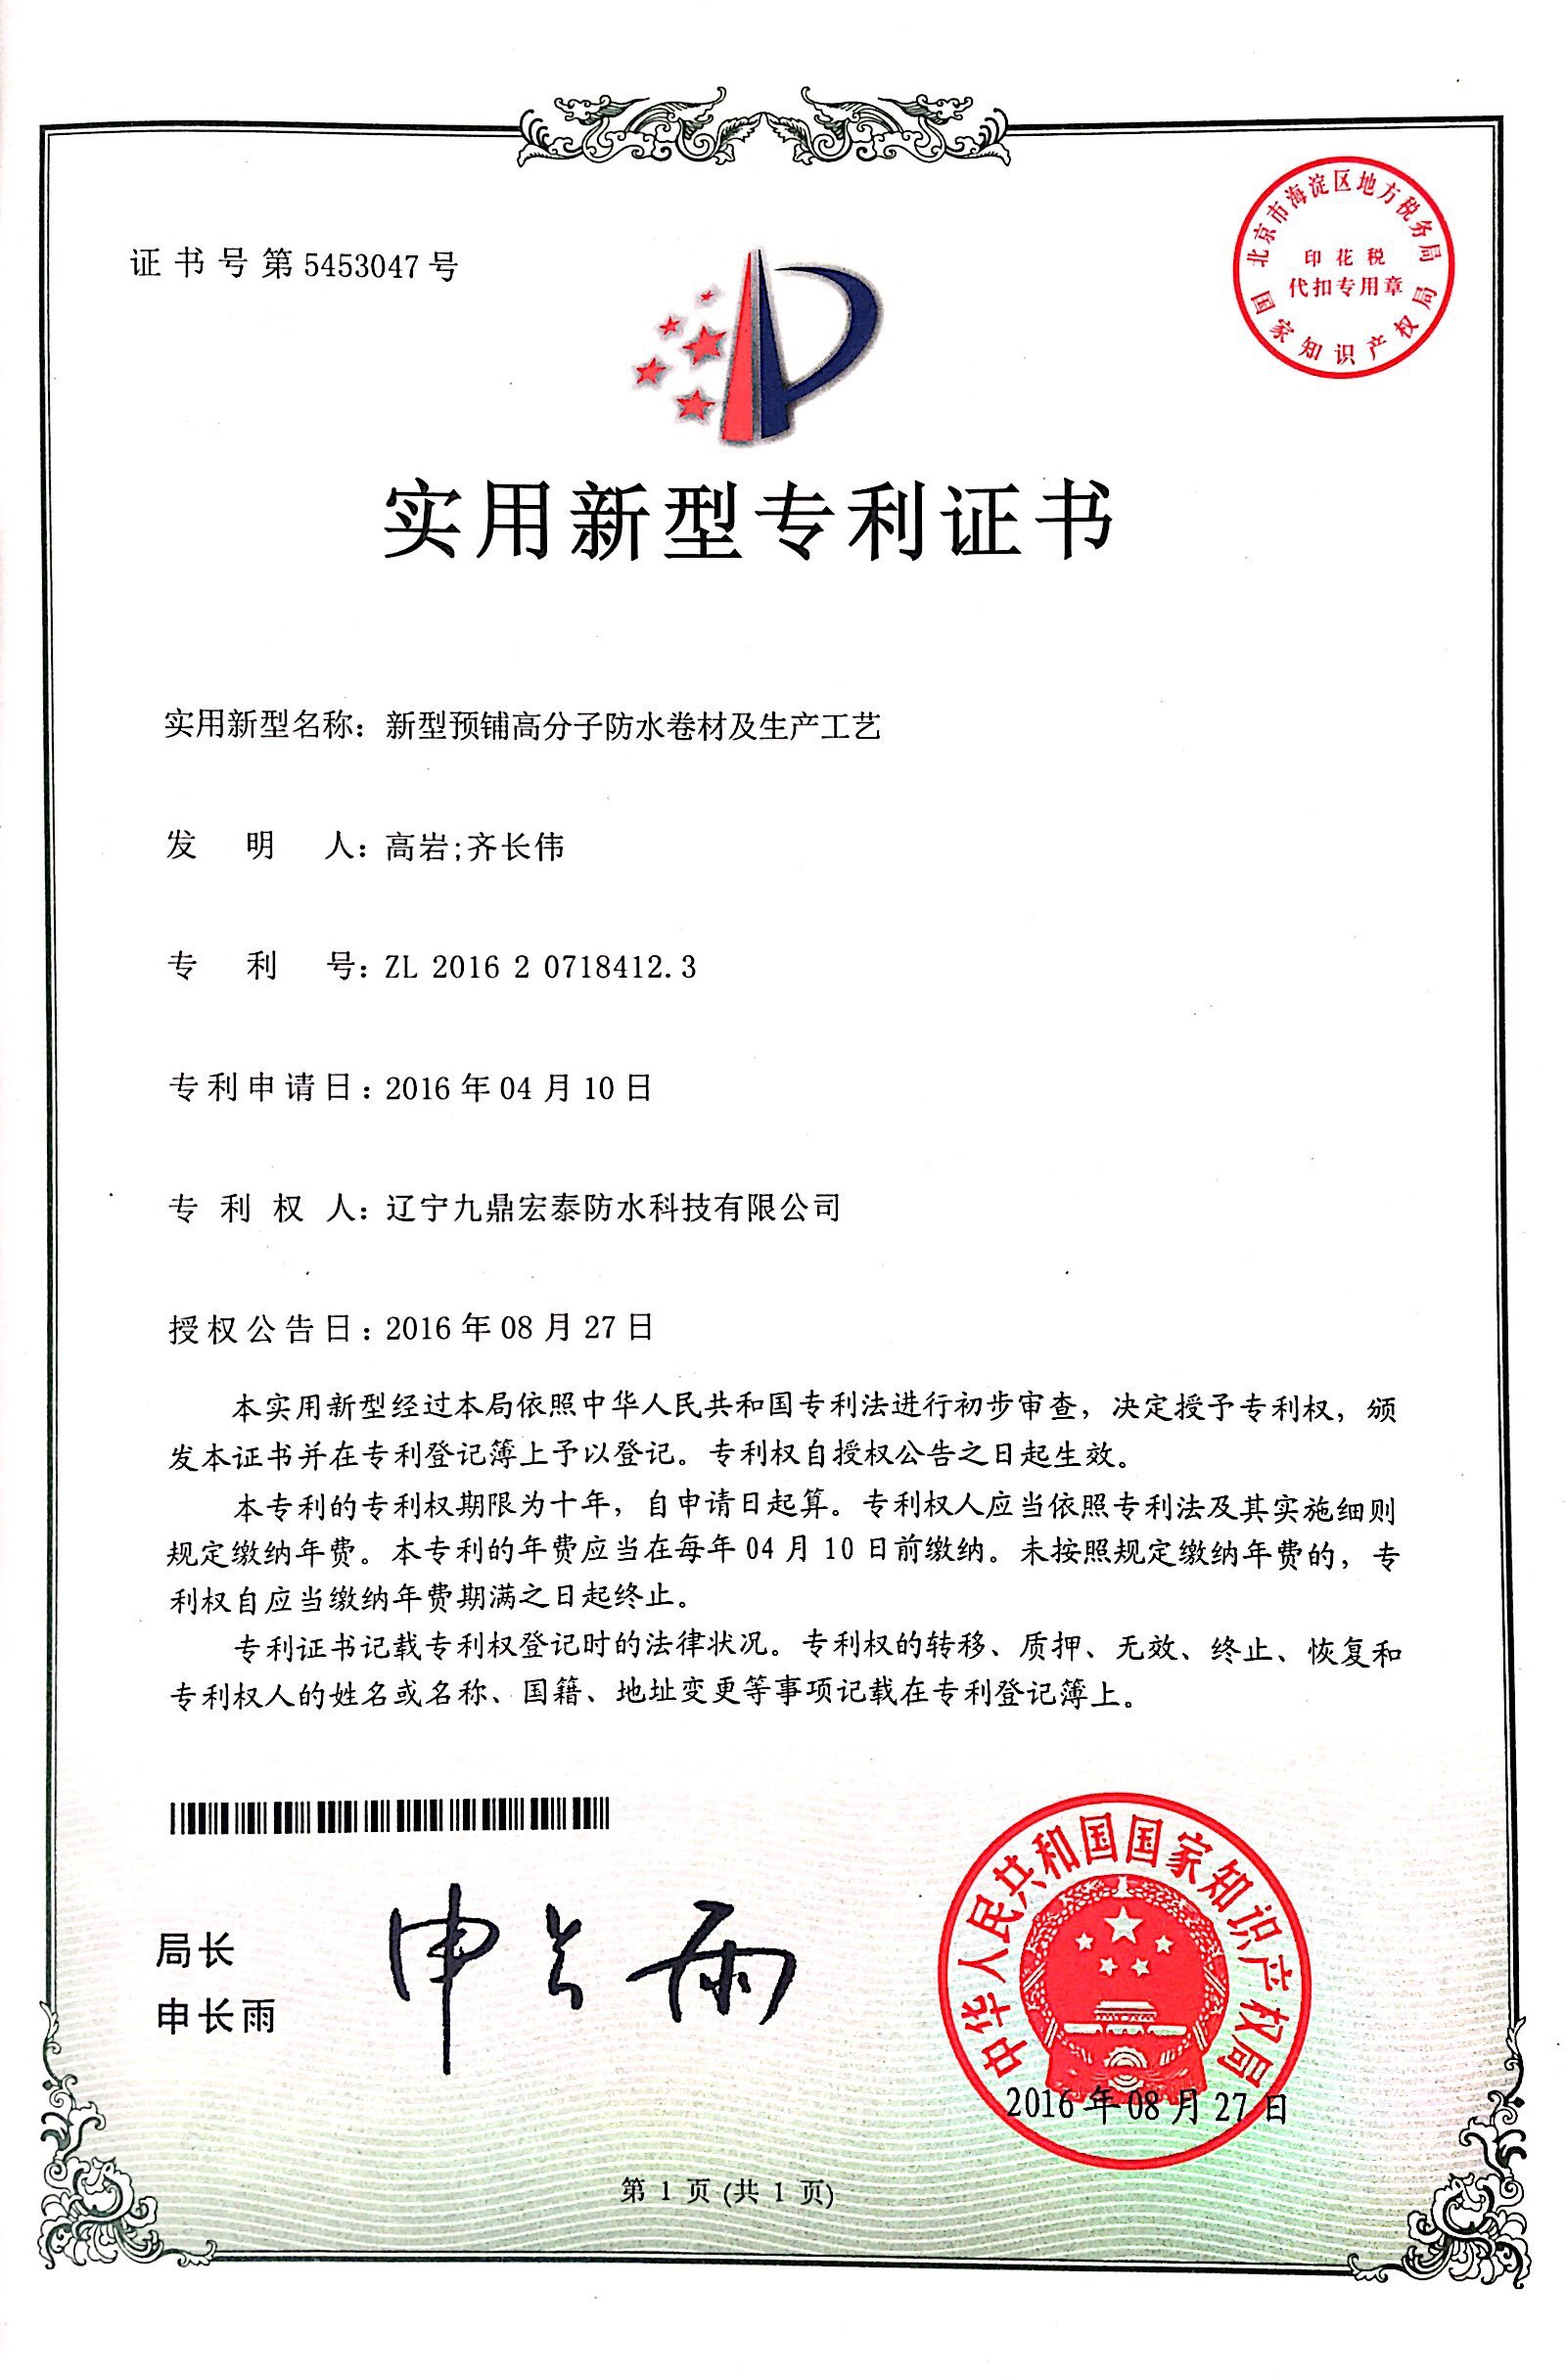 证书号第5453047号
北京市海淀区地方税务局
印花税
代扣专用章
国家知识产权局
实用新型专利证书
实用新型名称：新型预铺高分子防水卷材及生产工艺
发明人：高岩;齐长伟
专利号：ZL 2016 2 0718412.3
专利申请日：2016年04月10日
专利权人：辽宁九鼎宏泰防水科技有限公司
授权公告日：2016年08月27日
本实用新型经过本局依照中华人民共和国专利法进行初步审查，决定授予专利权，颁
发本证书并在专利登记簿上予以登记。专利权自授权公告之日起生效。
本专利的专利权期限为十年，自申请日起算。专利权人应当依照专利法及其实施细则
规定缴纳年费。本专利的年费应当在每年04月10日前缴纳。未按照规定缴纳年费的，专
利权自应当缴纳年费期满之日起终止。
专利证书记载专利权登记时的法律状况。专利权的转移、质押、无效、终止、恢复和
专利权人的姓名或名称、国籍、地址变更等事项记载在专利登记簿上。
局长
申长雨
申长雨
中华人民共和国国家知识产权局
2016年08月27日
第1页(共1页)